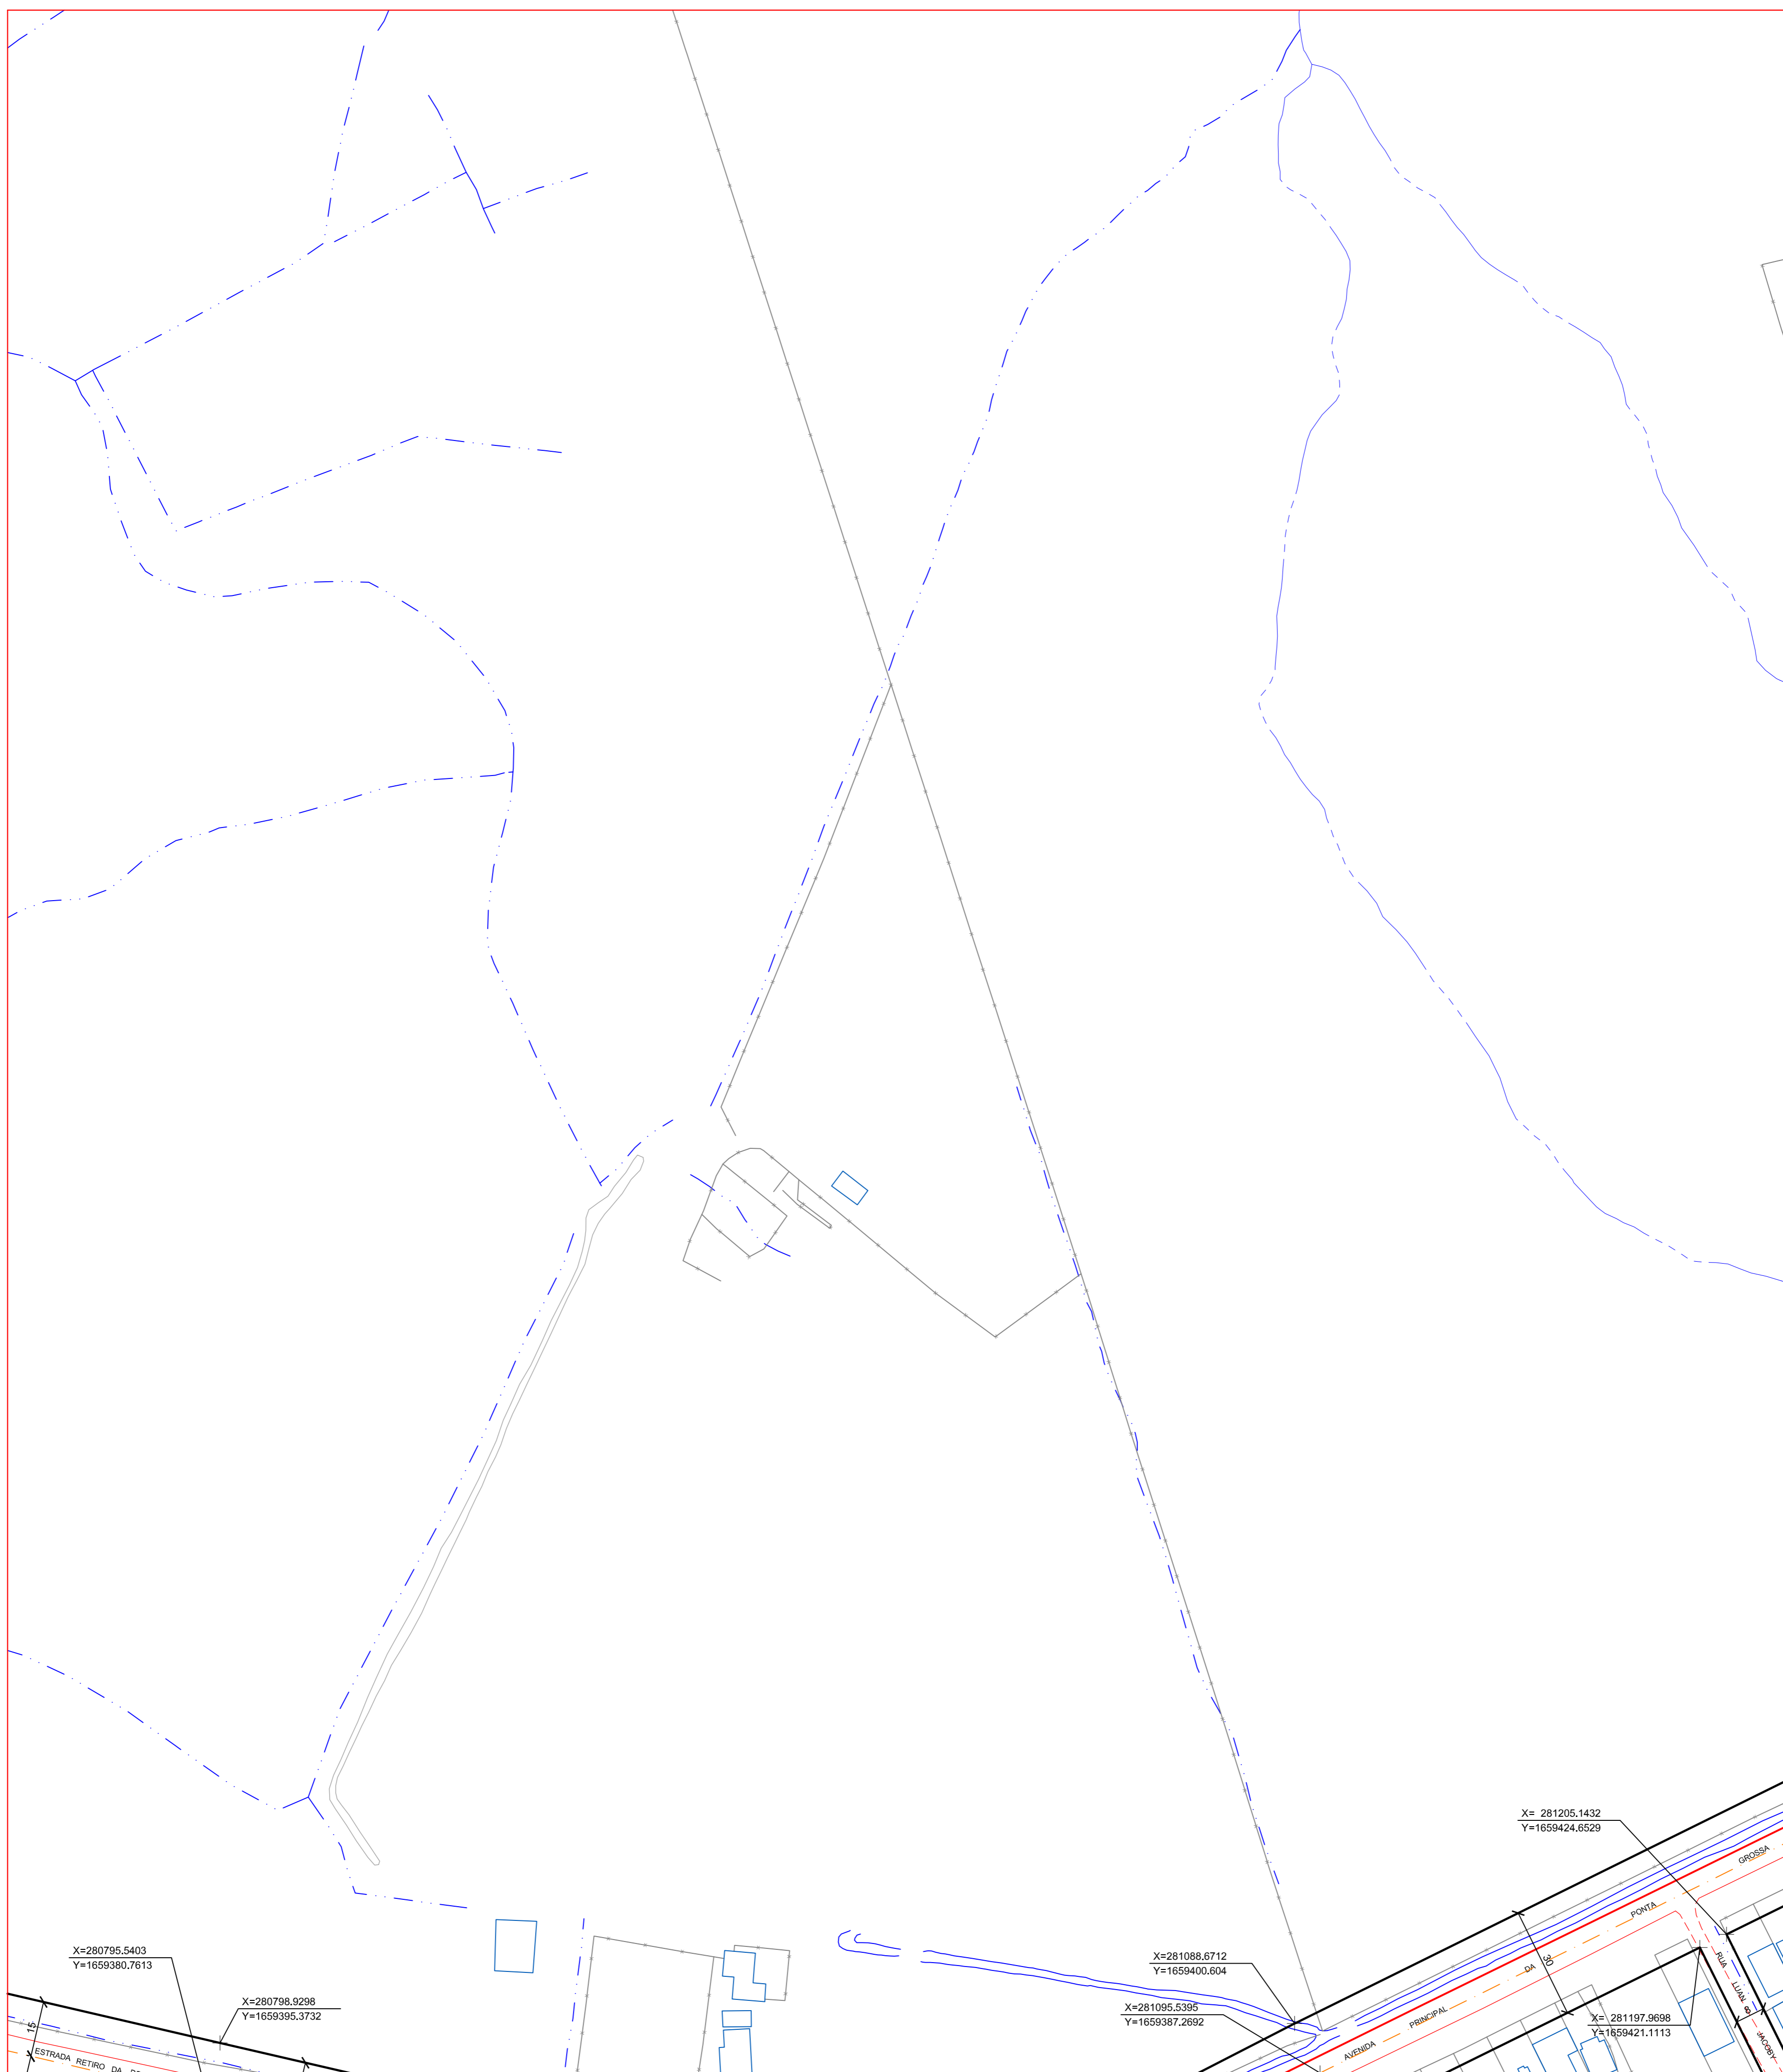 X= 281205.1432
Y=1659424.6529
GROSSA
PONTA
DA
30
PRINCIPAL
AVENIDA
RUA LUAN
JACOBY
8
X=280795.5403
Y=1659380.7613
X=281088.6712
Y=1659400.604
X=280798.9298
Y=1659395.3732
X=281095.5395
Y=1659387.2692
X= 281197.9698
Y=1659421.1113
15
ESTRADA RETIRO DA